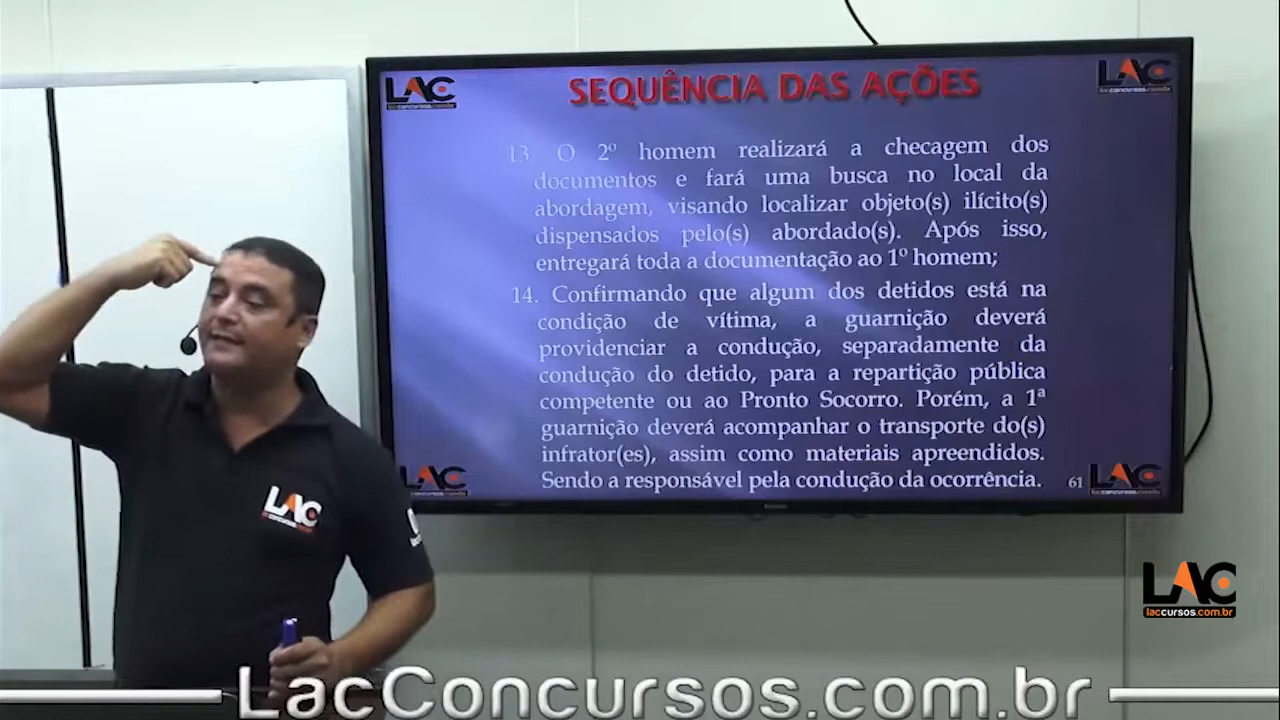 LAC
lacconcursos.com.br
SEQUÊNCIA DAS AÇÕES
LAC
13. O 2º homem realizará a checagem dos
documentos e fará uma busca no local da
abordagem, visando localizar objeto(s) ilícito(s)
dispensados pelo(s) abordado(s). Após isso,
entregará toda a documentação ao 1º homem;
14. Confirmando que algum dos detidos está na
condição de vítima, a guarnição deverá
providenciar a condução, separadamente da
condução do detido, para a repartição pública
competente ou ao Pronto Socorro. Porém, a 1ª
guarnição deverá acompanhar o transporte do(s)
infrator(es), assim como materiais apreendidos.
Sendo a responsável pela condução da ocorrência.
61
LAC
LAC
LAC
LAC
laccursos.com.br
LacConcursos.com.br